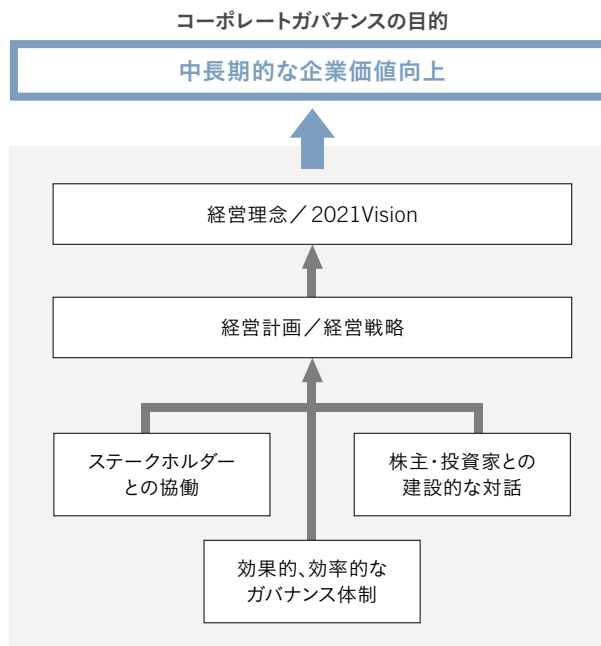 コーポレートガバナンスの目的
中長期的な企業価値向上
経営理念／2021Vision
経営計画／経営戦略
ステークホルダー
との協働
株主・投資家との
建設的な対話
効果的、効率的な
ガバナンス体制